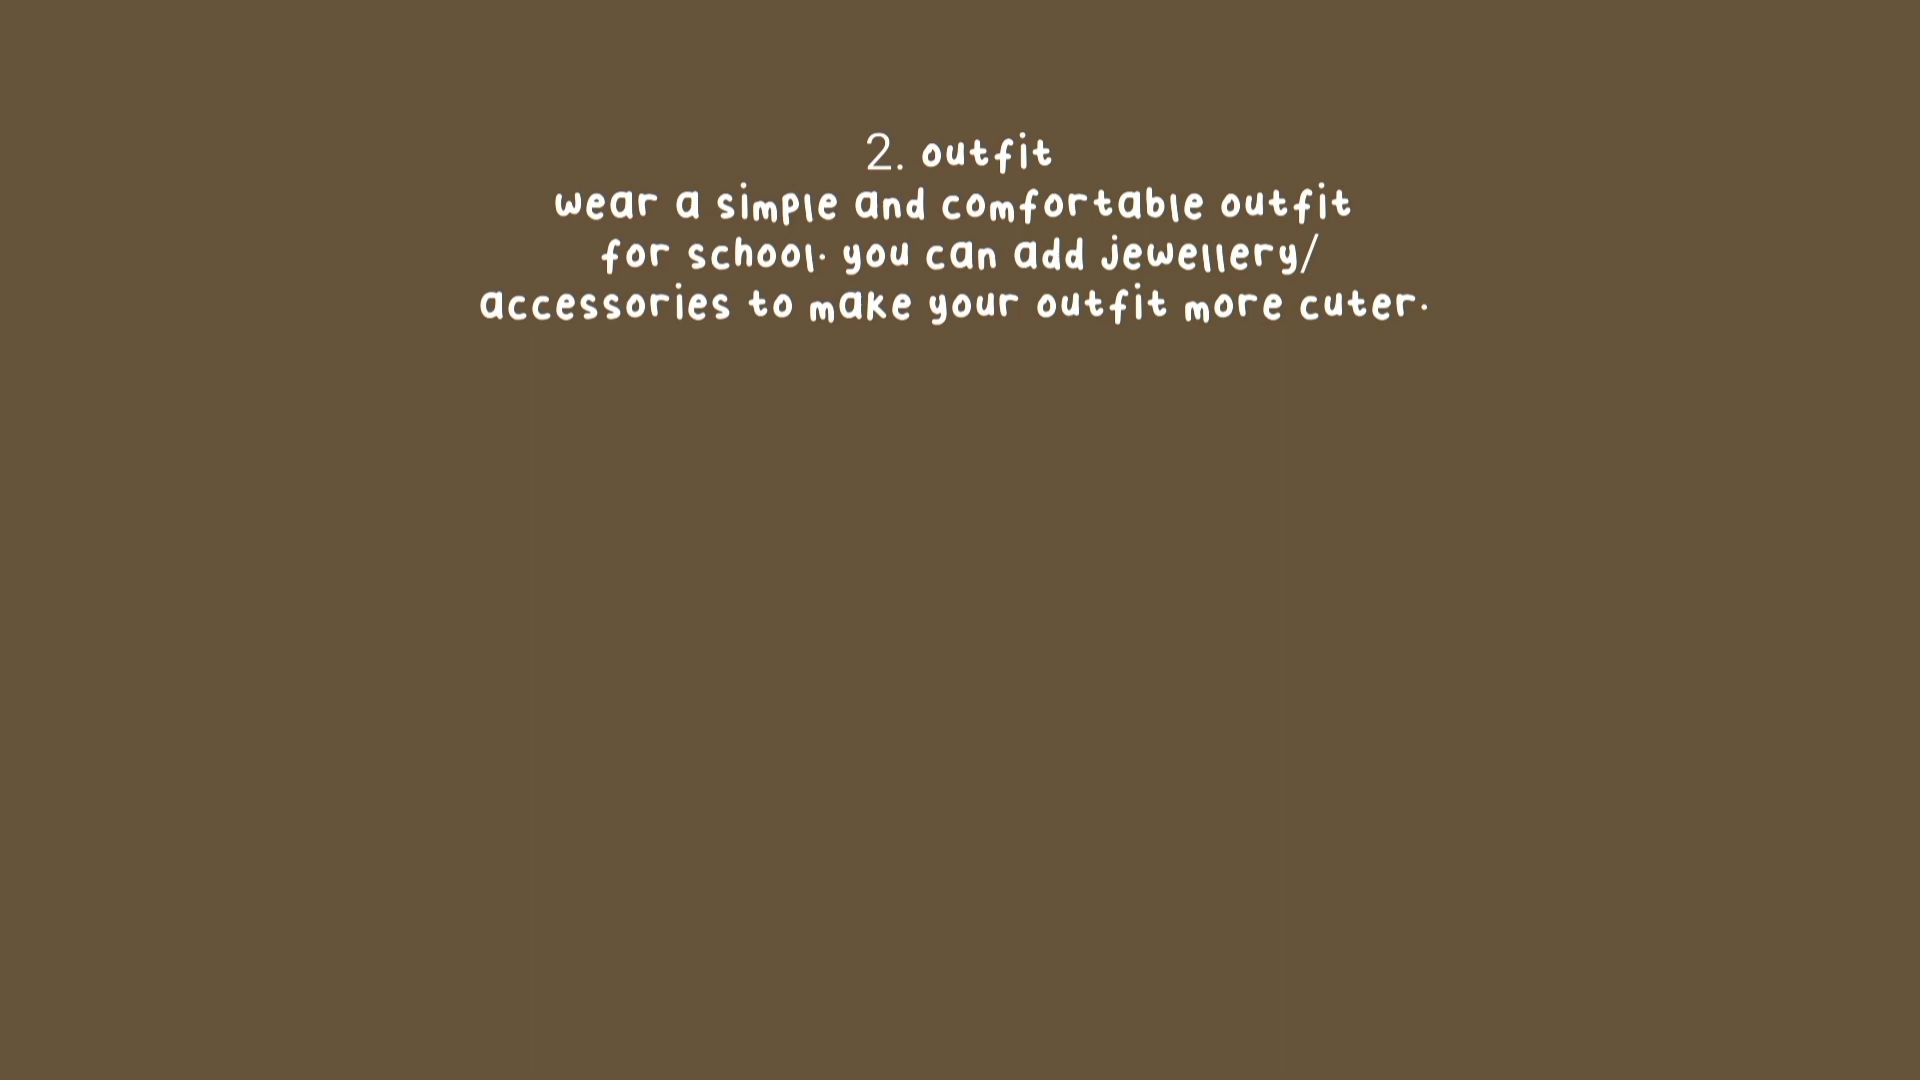 2. outfit
wear a simple and comfortable outfit
for school. you can add jewellery/
accessories to make your outfit more cuter.